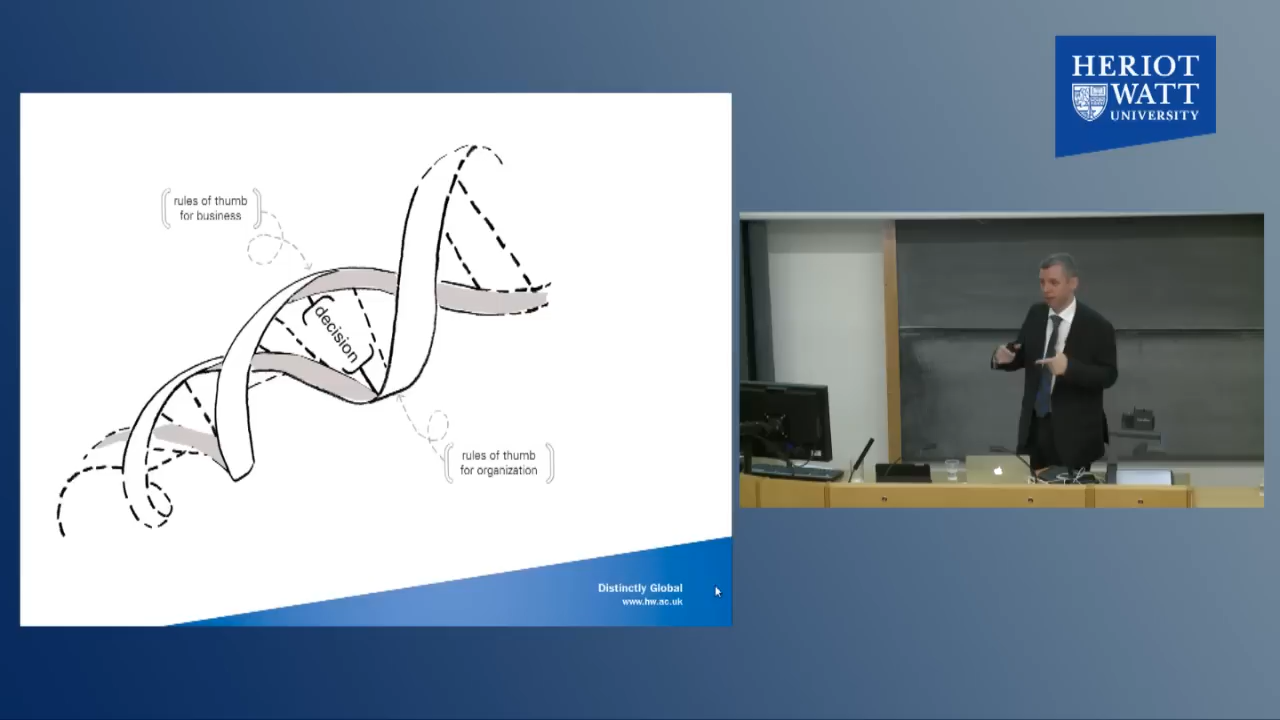 HERIOT
WATT
UNIVERSITY
rules of thumb
for business
decision
rules of thumb
for organization
Distinctly Global
www.hw.ac.uk